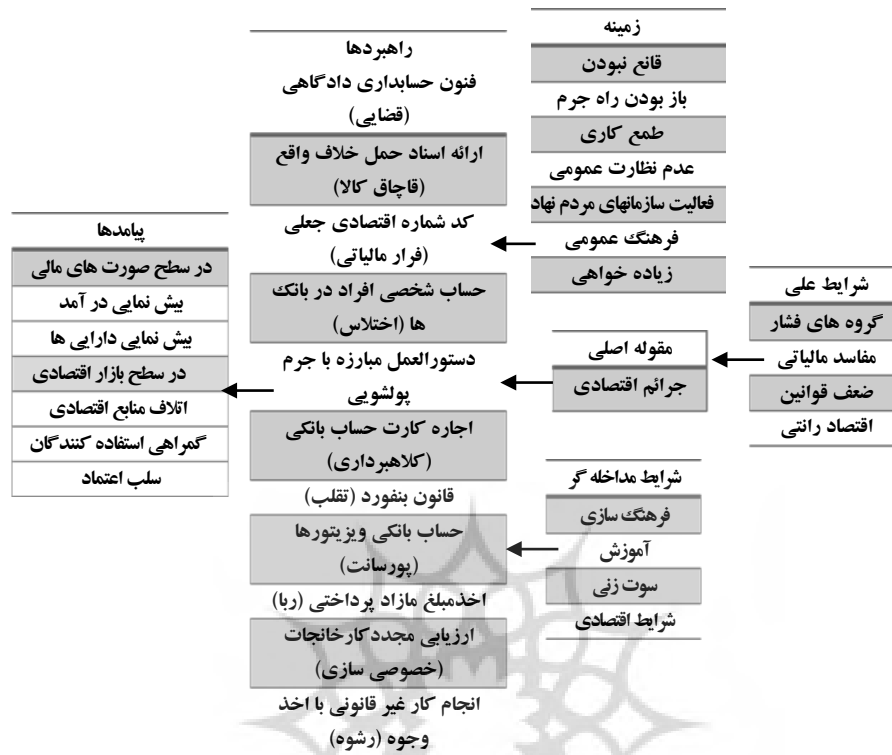 زمینه
قانع نبودن
باز بودن راه جرم
طمع کاری
عدم نظارت عمومی
فعالیت سازمانهای مردم نهاد
فرهنگ عمومی
زیاده خواهی
شرایط علی
گروه های فشار
مفاسد مالیاتی
ضعف قوانین
اقتصاد رانتی
مقوله اصلی
جرائم اقتصادی
شرایط مداخله گر
فرهنگ سازی
آموزش
سوت زنی
شرایط اقتصادی
راهبردها
فنون حسابداری دادگاهی
(قضایی)
ارائه اسناد حمل خلاف واقع
(قاچاق کالا)
کد شماره اقتصادی جعلی
(فرار مالیاتی)
حساب شخصی افراد در بانک
ها (اختلاس)
دستورالعمل مبارزه با جرم
پولشویی
اجاره کارت حساب بانکی
(کلاهبرداری)
قانون بنفورد (تقلب)
حساب بانکی ویزیتورها
(پورسانت)
اخذمبلغ مازاد پرداختی (ربا)
ارزیابی مجددکارخانجات
(خصوصی سازی)
انجام کار غیر قانونی با اخذ
وجوه (رشوه)
پیامدها
در سطح صورت های مالی
بیش نمایی در آمد
بیش نمایی دارایی ها
در سطح بازار اقتصادی
اتلاف منابع اقتصادی
گمراهی استفاده کنندگان
سلب اعتماد